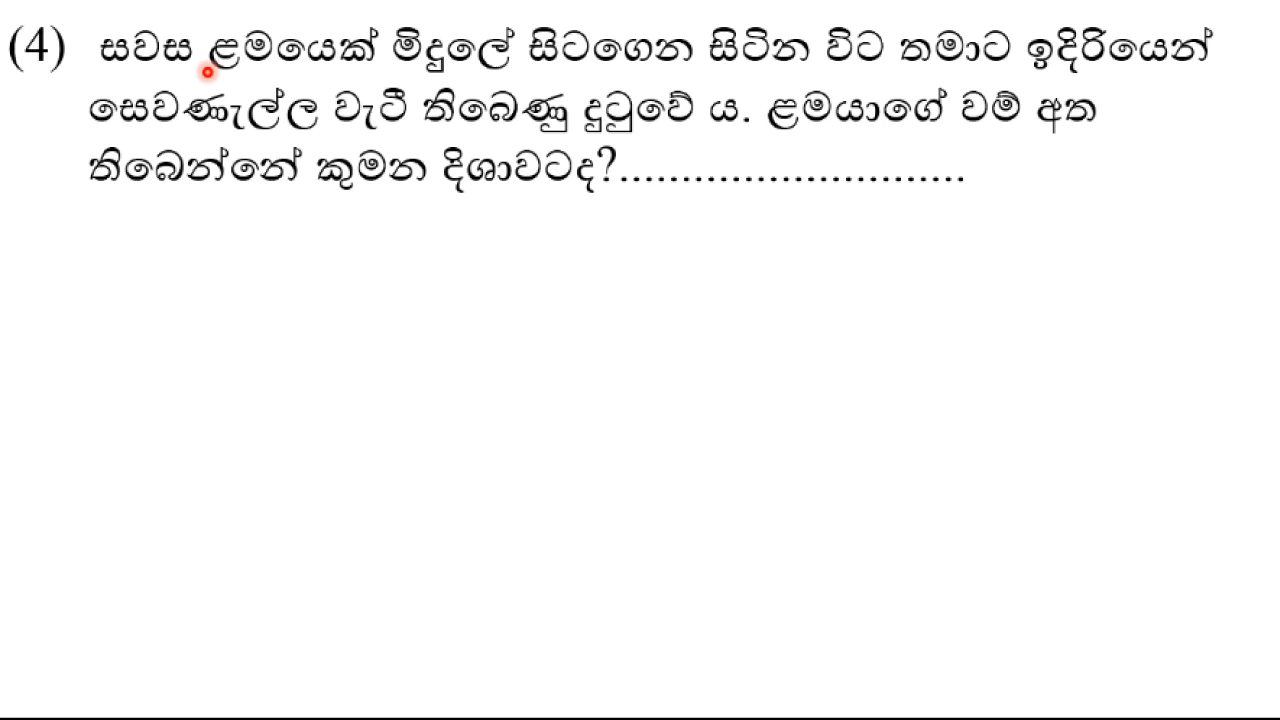 (4) සවස ළමයෙක් මිදුලේ සිටගෙන සිටින විට තමාට ඉදිරියෙන්
සෙවණැල්ල වැටී තිබෙණු දුටුවේ ය. ළමයාගේ වම් අත
තිබෙන්නේ කුමන දිශාවටද?............................